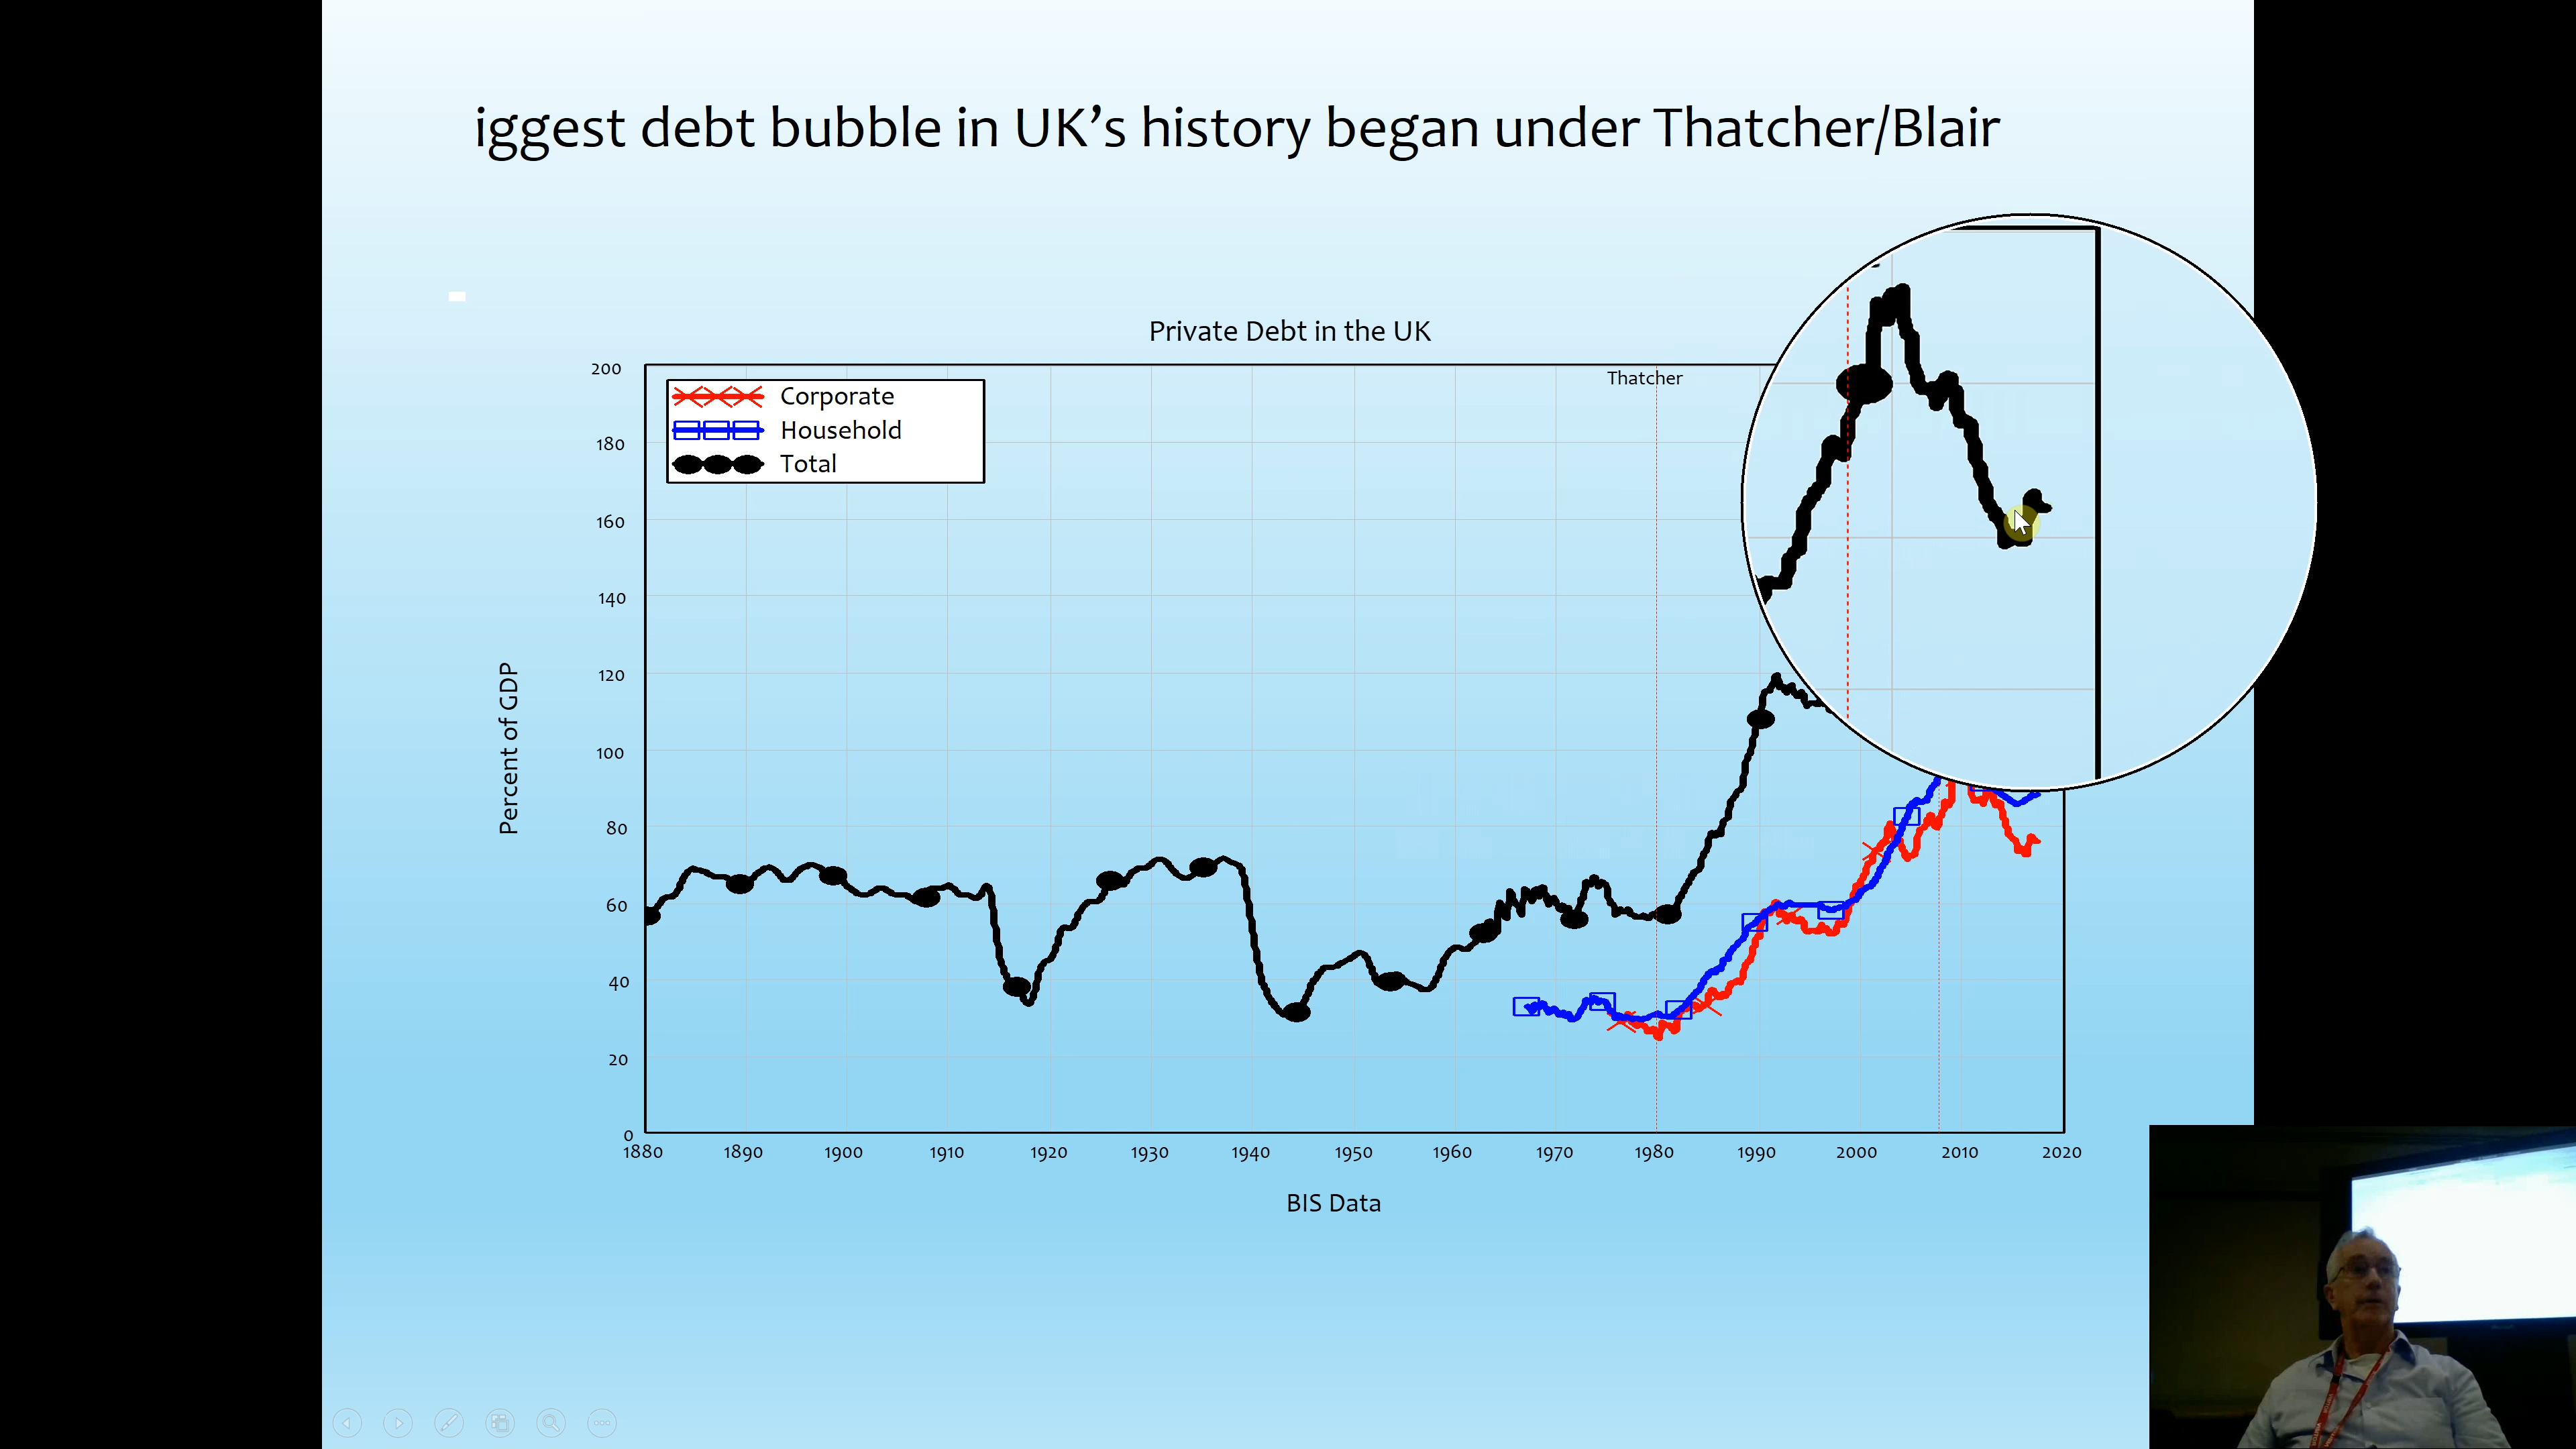 iggest debt bubble in UK’s history began under Thatcher/Blair
Private Debt in the UK
Thatcher
Corporate
Household
Total
200
180
160
140
120
100
80
60
40
20
0
Percent of GDP
1880 1890 1900 1910 1920 1930 1940 1950 1960 1970 1980 1990 2000 2010 2020
BIS Data